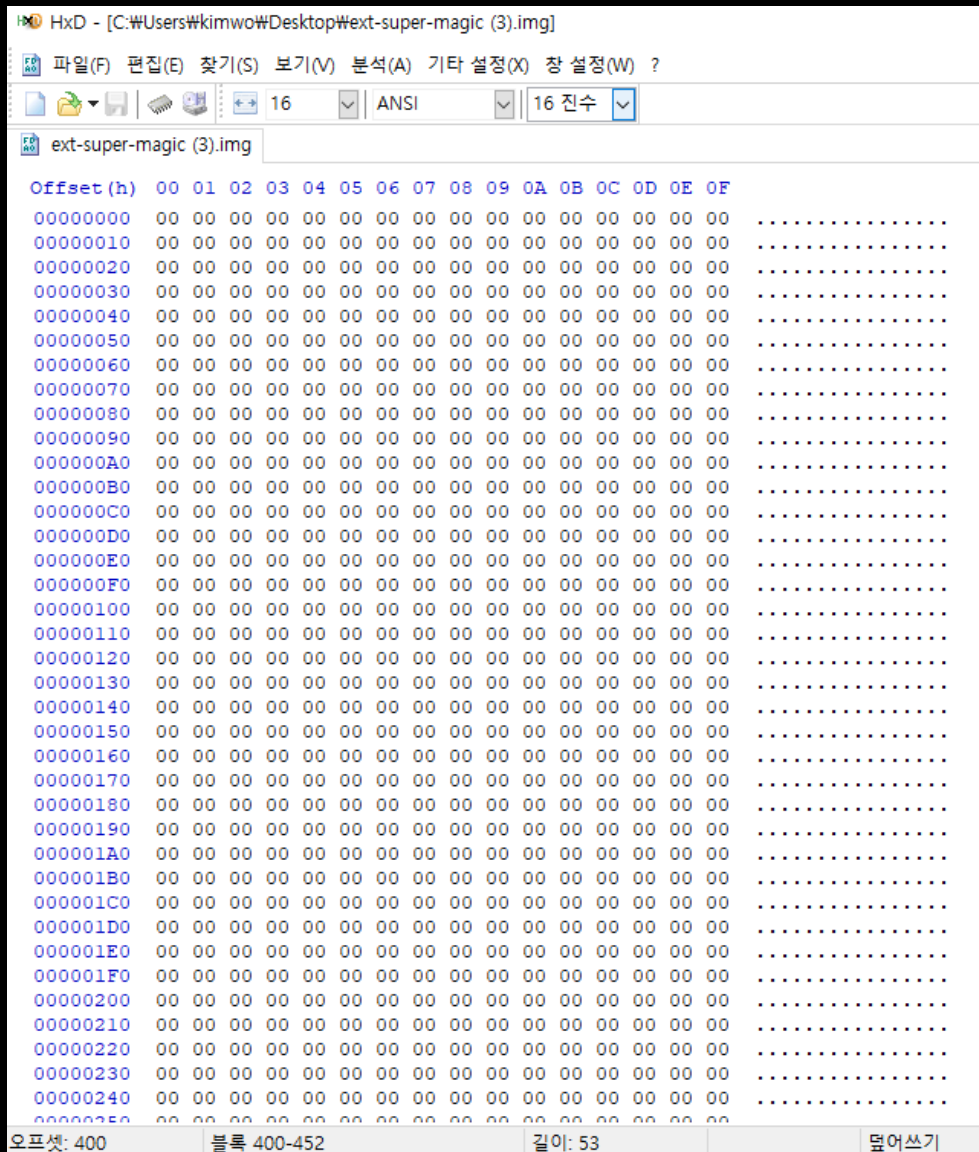 HxD - [C:₩Users₩kimwo₩Desktop₩ext-super-magic (3).img]
파일(F) 편집(E) 찾기(S) 보기(V) 분석(A) 기타 설정(X) 창 설정(W) ?
16 ANSI 16 진수
ext-super-magic (3).img
Offset(h) 00 01 02 03 04 05 06 07 08 09 0A 0B 0C 0D 0E 0F
00000000 00 00 00 00 00 00 00 00 00 00 00 00 00 00 00 00 ................
00000010 00 00 00 00 00 00 00 00 00 00 00 00 00 00 00 00 ................
00000020 00 00 00 00 00 00 00 00 00 00 00 00 00 00 00 00 ................
00000030 00 00 00 00 00 00 00 00 00 00 00 00 00 00 00 00 ................
00000040 00 00 00 00 00 00 00 00 00 00 00 00 00 00 00 00 ................
00000050 00 00 00 00 00 00 00 00 00 00 00 00 00 00 00 00 ................
00000060 00 00 00 00 00 00 00 00 00 00 00 00 00 00 00 00 ................
00000070 00 00 00 00 00 00 00 00 00 00 00 00 00 00 00 00 ................
00000080 00 00 00 00 00 00 00 00 00 00 00 00 00 00 00 00 ................
00000090 00 00 00 00 00 00 00 00 00 00 00 00 00 00 00 00 ................
000000A0 00 00 00 00 00 00 00 00 00 00 00 00 00 00 00 00 ................
000000B0 00 00 00 00 00 00 00 00 00 00 00 00 00 00 00 00 ................
000000C0 00 00 00 00 00 00 00 00 00 00 00 00 00 00 00 00 ................
000000D0 00 00 00 00 00 00 00 00 00 00 00 00 00 00 00 00 ................
000000E0 00 00 00 00 00 00 00 00 00 00 00 00 00 00 00 00 ................
000000F0 00 00 00 00 00 00 00 00 00 00 00 00 00 00 00 00 ................
00000100 00 00 00 00 00 00 00 00 00 00 00 00 00 00 00 00 ................
00000110 00 00 00 00 00 00 00 00 00 00 00 00 00 00 00 00 ................
00000120 00 00 00 00 00 00 00 00 00 00 00 00 00 00 00 00 ................
00000130 00 00 00 00 00 00 00 00 00 00 00 00 00 00 00 00 ................
00000140 00 00 00 00 00 00 00 00 00 00 00 00 00 00 00 00 ................
00000150 00 00 00 00 00 00 00 00 00 00 00 00 00 00 00 00 ................
00000160 00 00 00 00 00 00 00 00 00 00 00 00 00 00 00 00 ................
00000170 00 00 00 00 00 00 00 00 00 00 00 00 00 00 00 00 ................
00000180 00 00 00 00 00 00 00 00 00 00 00 00 00 00 00 00 ................
00000190 00 00 00 00 00 00 00 00 00 00 00 00 00 00 00 00 ................
000001A0 00 00 00 00 00 00 00 00 00 00 00 00 00 00 00 00 ................
000001B0 00 00 00 00 00 00 00 00 00 00 00 00 00 00 00 00 ................
000001C0 00 00 00 00 00 00 00 00 00 00 00 00 00 00 00 00 ................
000001D0 00 00 00 00 00 00 00 00 00 00 00 00 00 00 00 00 ................
000001E0 00 00 00 00 00 00 00 00 00 00 00 00 00 00 00 00 ................
000001F0 00 00 00 00 00 00 00 00 00 00 00 00 00 00 00 00 ................
00000200 00 00 00 00 00 00 00 00 00 00 00 00 00 00 00 00 ................
00000210 00 00 00 00 00 00 00 00 00 00 00 00 00 00 00 00 ................
00000220 00 00 00 00 00 00 00 00 00 00 00 00 00 00 00 00 ................
00000230 00 00 00 00 00 00 00 00 00 00 00 00 00 00 00 00 ................
00000240 00 00 00 00 00 00 00 00 00 00 00 00 00 00 00 00 ................
오프셋: 400 블록 400-452 길이: 53 덮어쓰기